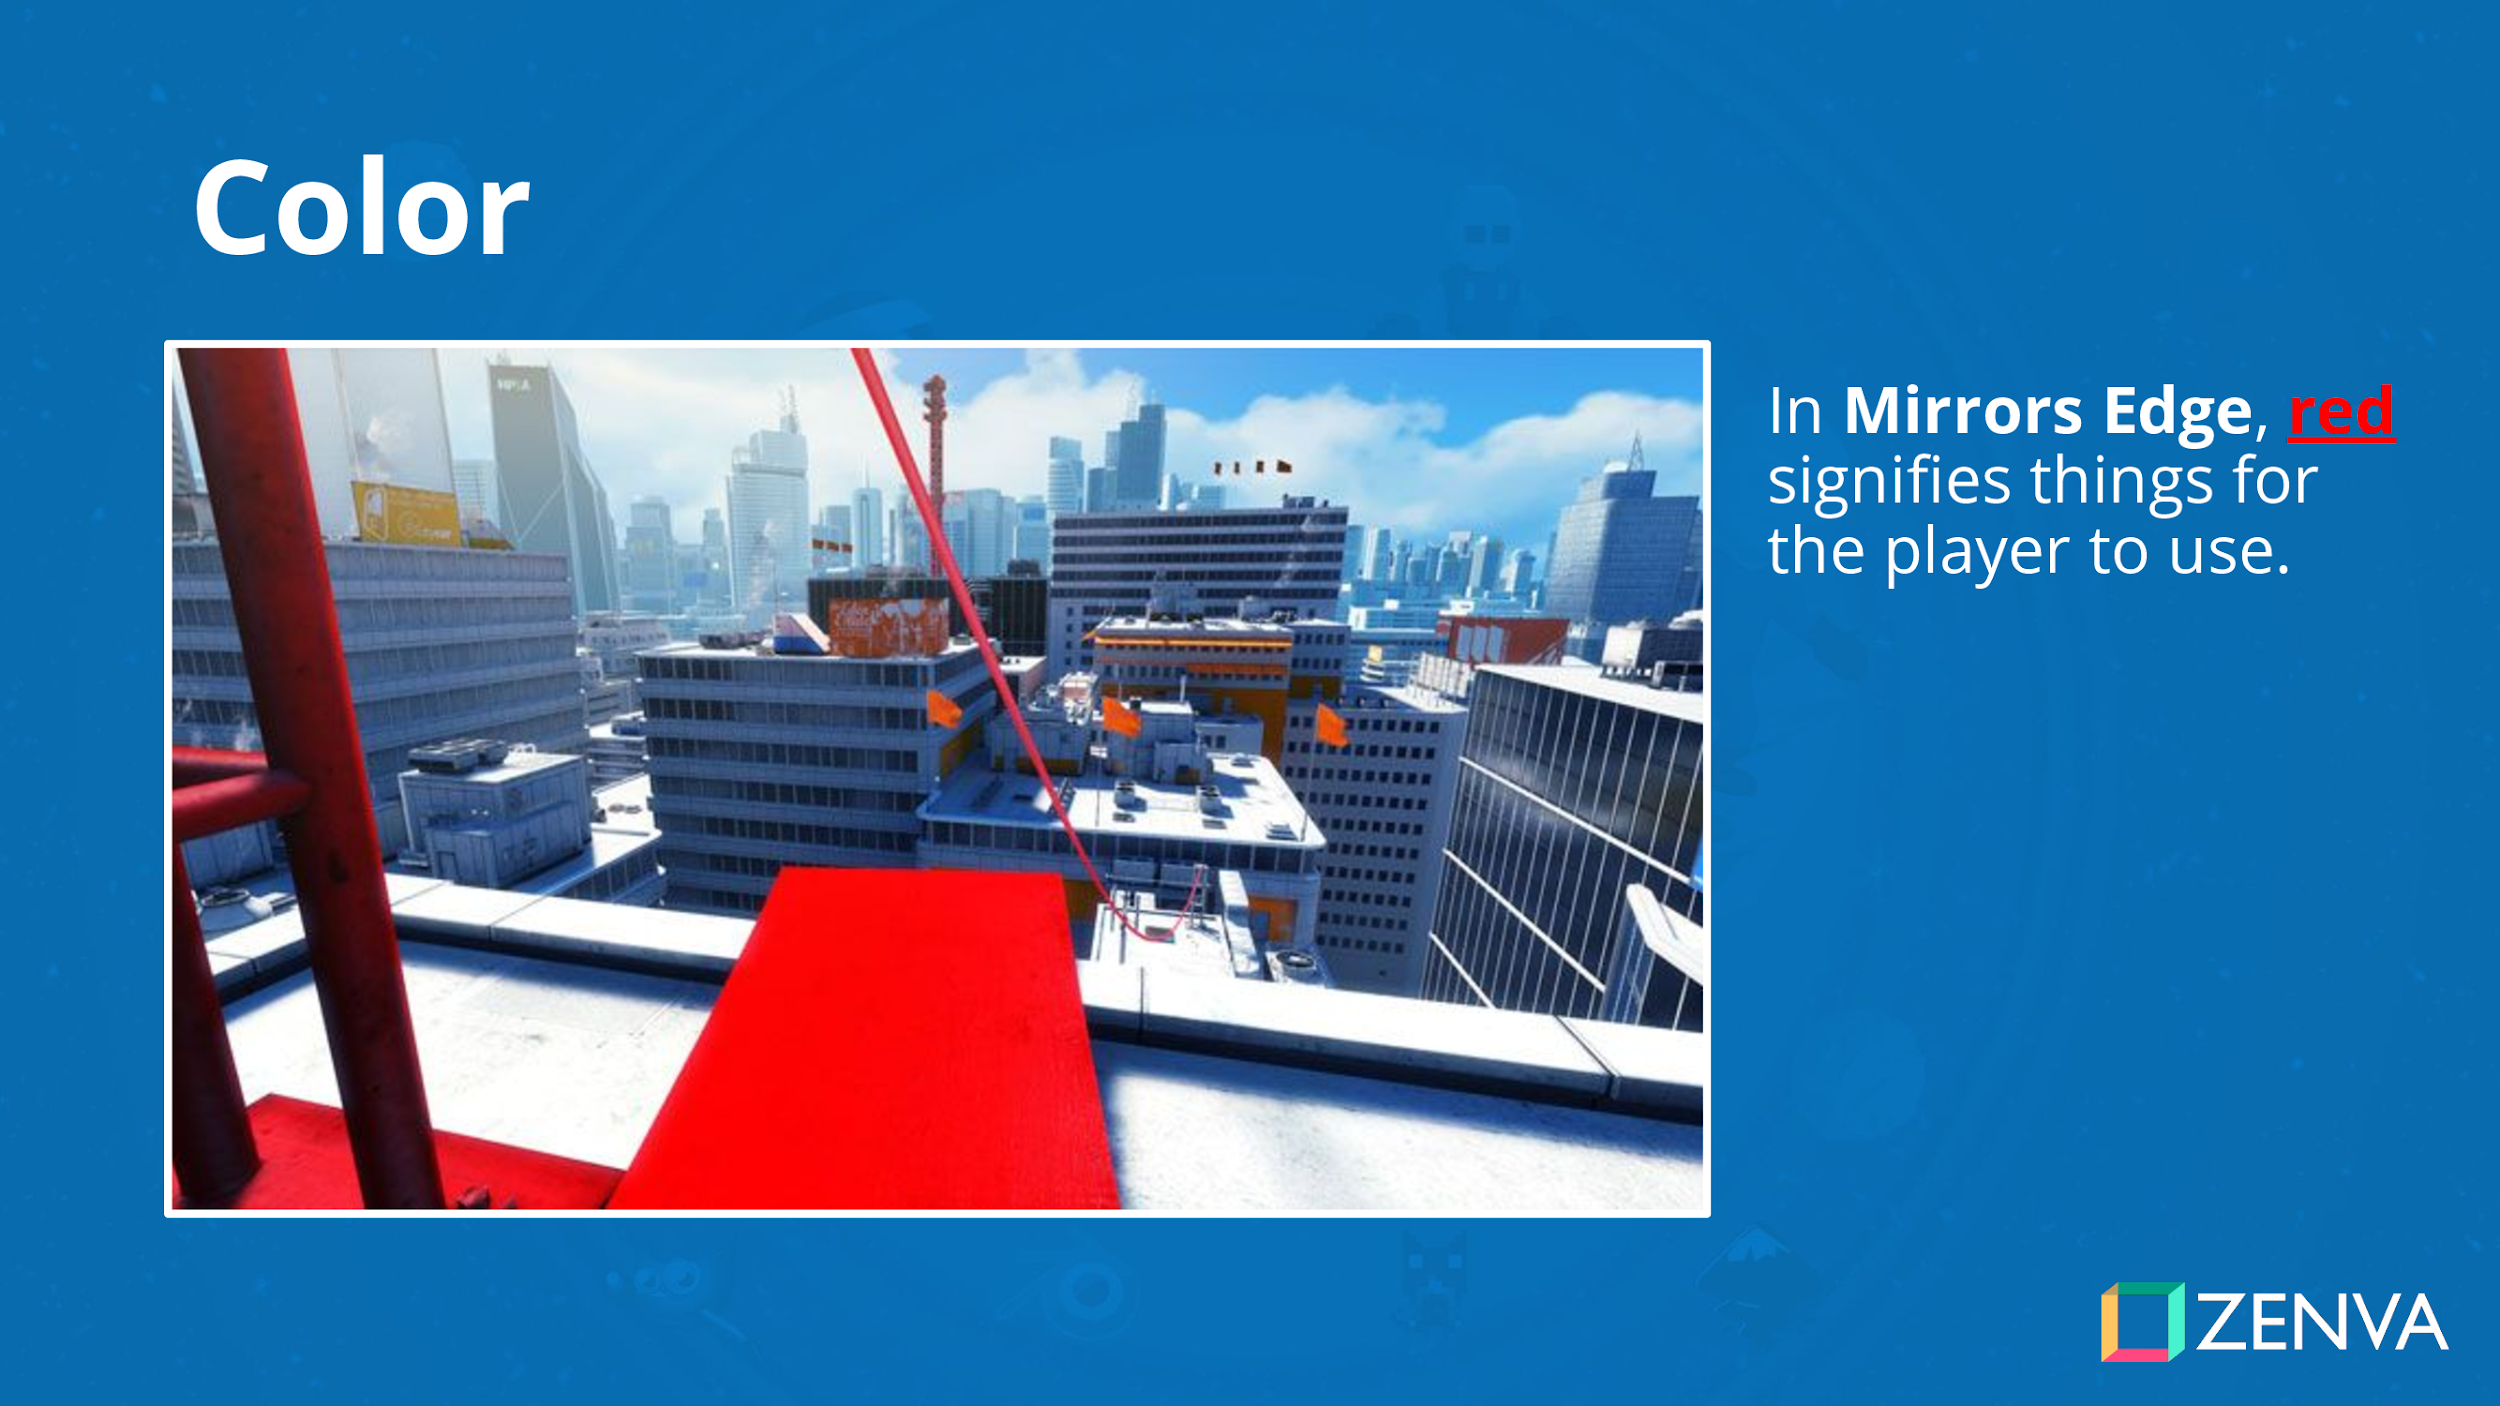 Color
In Mirrors Edge, red
signifies things for
the player to use.
ZENVA